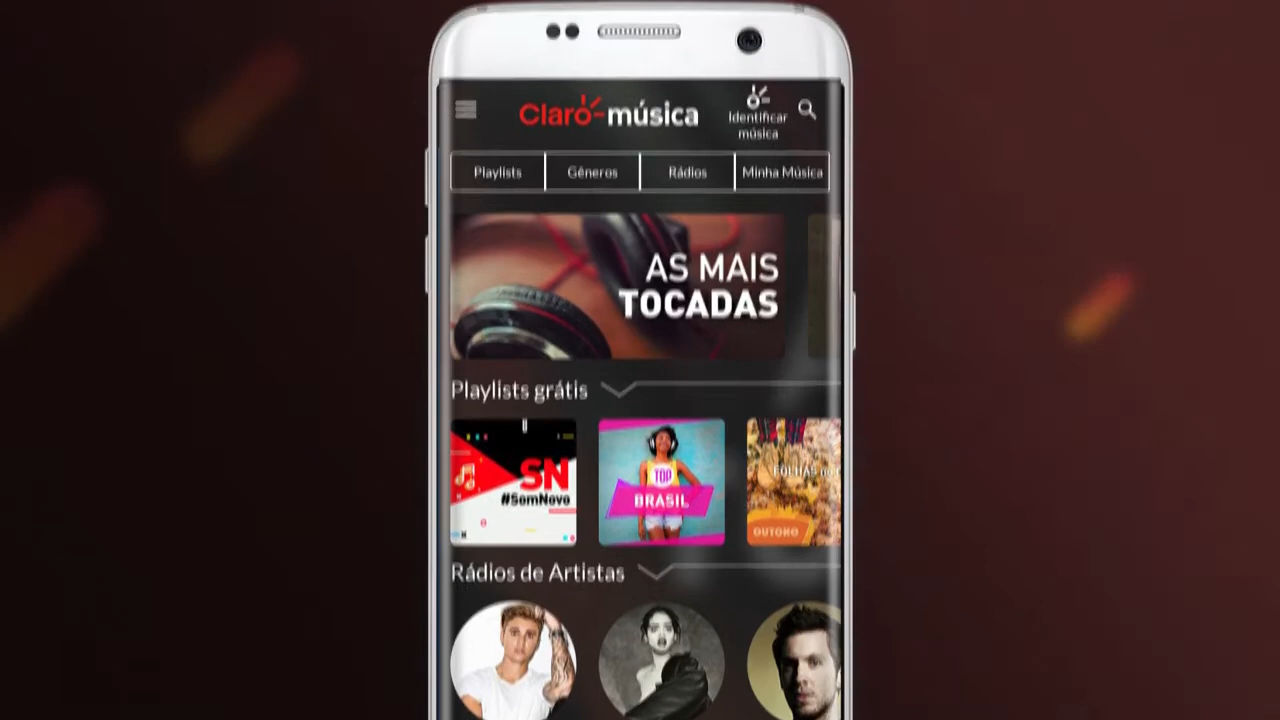 Claro música
Identificar
música
Playlists
Gêneros
Rádios
Minha Música
AS MAIS
TOCADAS
Playlists grátis
SN
#SomNovo
TOP
BRASIL
FOLHAS
OUTONO
Rádios de Artistas